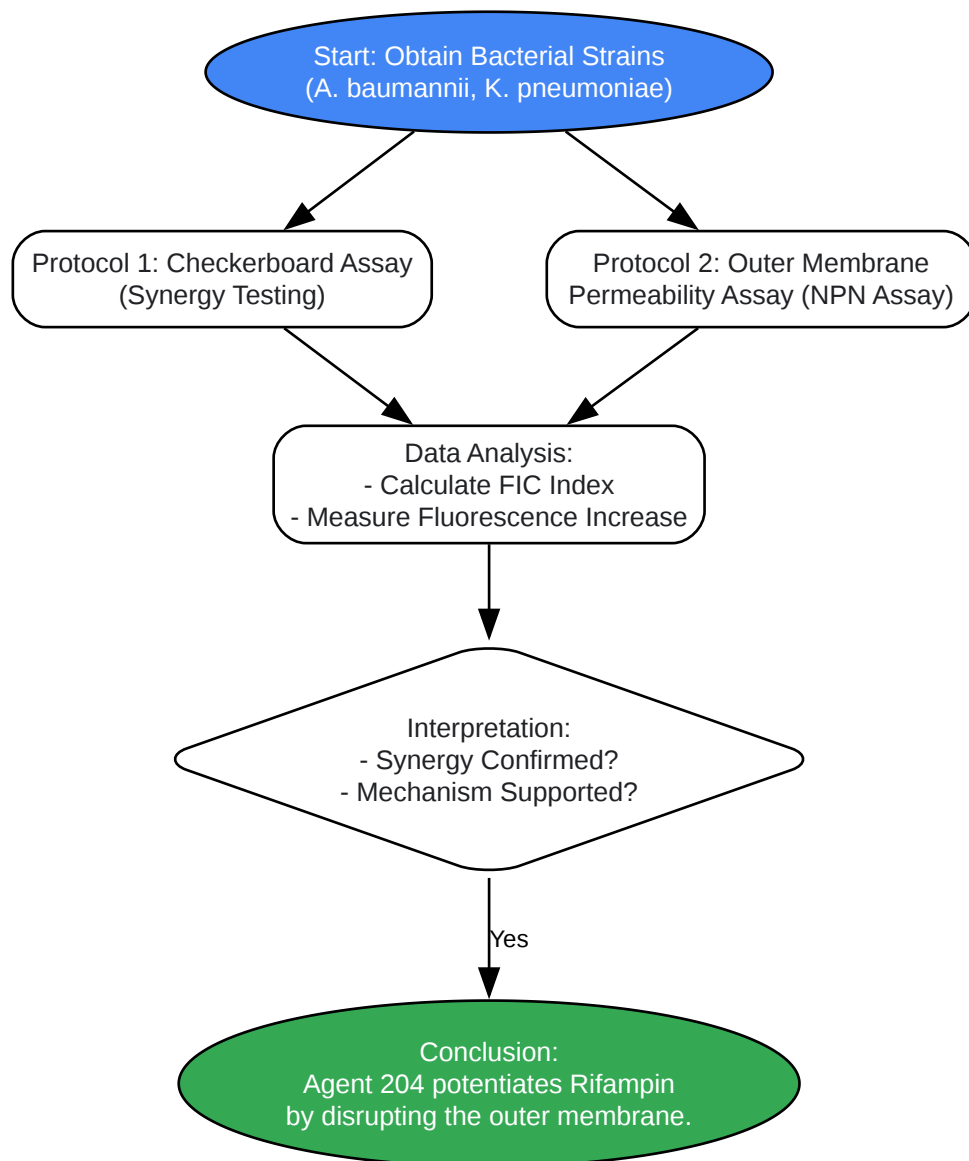 Start: Obtain Bacterial Strains
(A. baumannii, K. pneumoniae)
Protocol 1: Checkerboard Assay
(Synergy Testing)
Protocol 2: Outer Membrane
Permeability Assay (NPN Assay)
Data Analysis:
- Calculate FIC Index
- Measure Fluorescence Increase
Interpretation:
- Synergy Confirmed?
- Mechanism Supported?
Yes
Conclusion:
Agent 204 potentiates Rifampin
by disrupting the outer membrane.